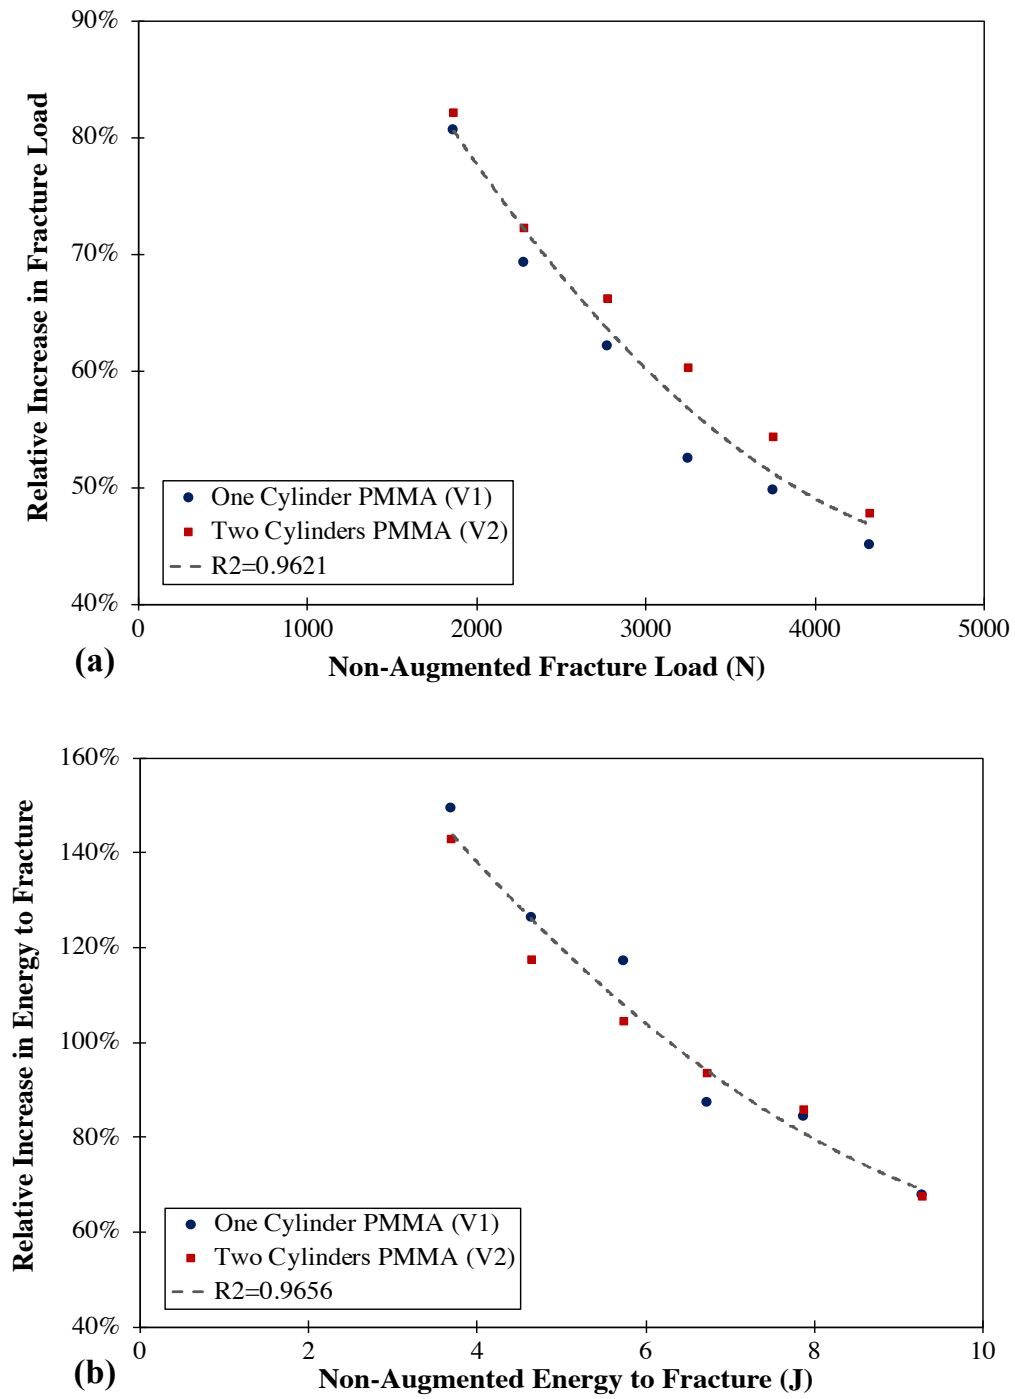 90%
80%
70%
60%
50%
40%
Relative Increase in Fracture Load
One Cylinder PMMA (V1)
Two Cylinders PMMA (V2)
R2=0.9621
0 1000 2000 3000 4000 5000
(a)
Non-Augmented Fracture Load (N)
160%
140%
120%
100%
80%
60%
40%
Relative Increase in Energy to Fracture
One Cylinder PMMA (V1)
Two Cylinders PMMA (V2)
R2=0.9656
0 2 4 6 8 10
(b)
Non-Augmented Energy to Fracture (J)